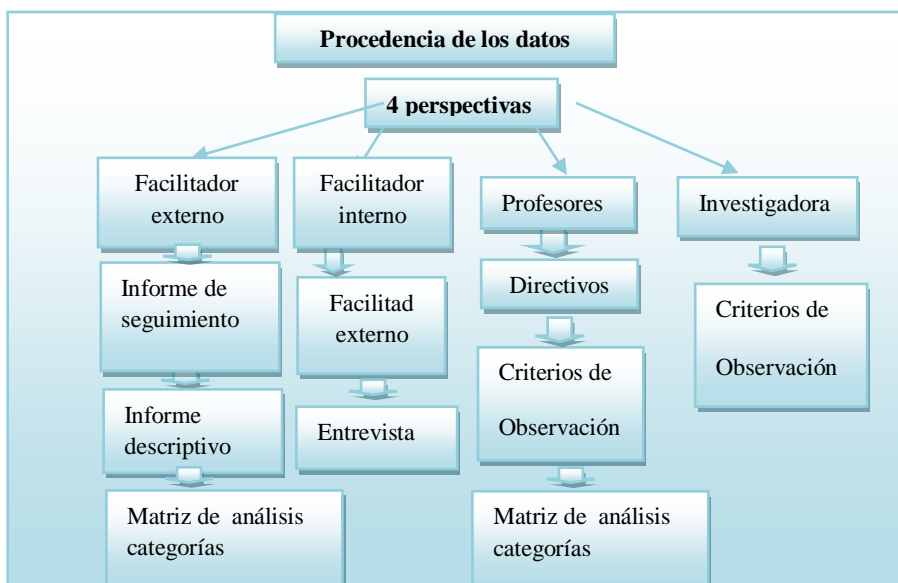 Procedencia de los datos
4 perspectivas
Facilitador
externo
Facilitador
interno
Profesores
Investigadora
Informe de
seguimiento
Facilitad
externo
Directivos
Criterios de
Observación
Criterios de
Observación
Informe
descriptivo
Entrevista
Matriz de análisis
categorías
Matriz de análisis
categorías